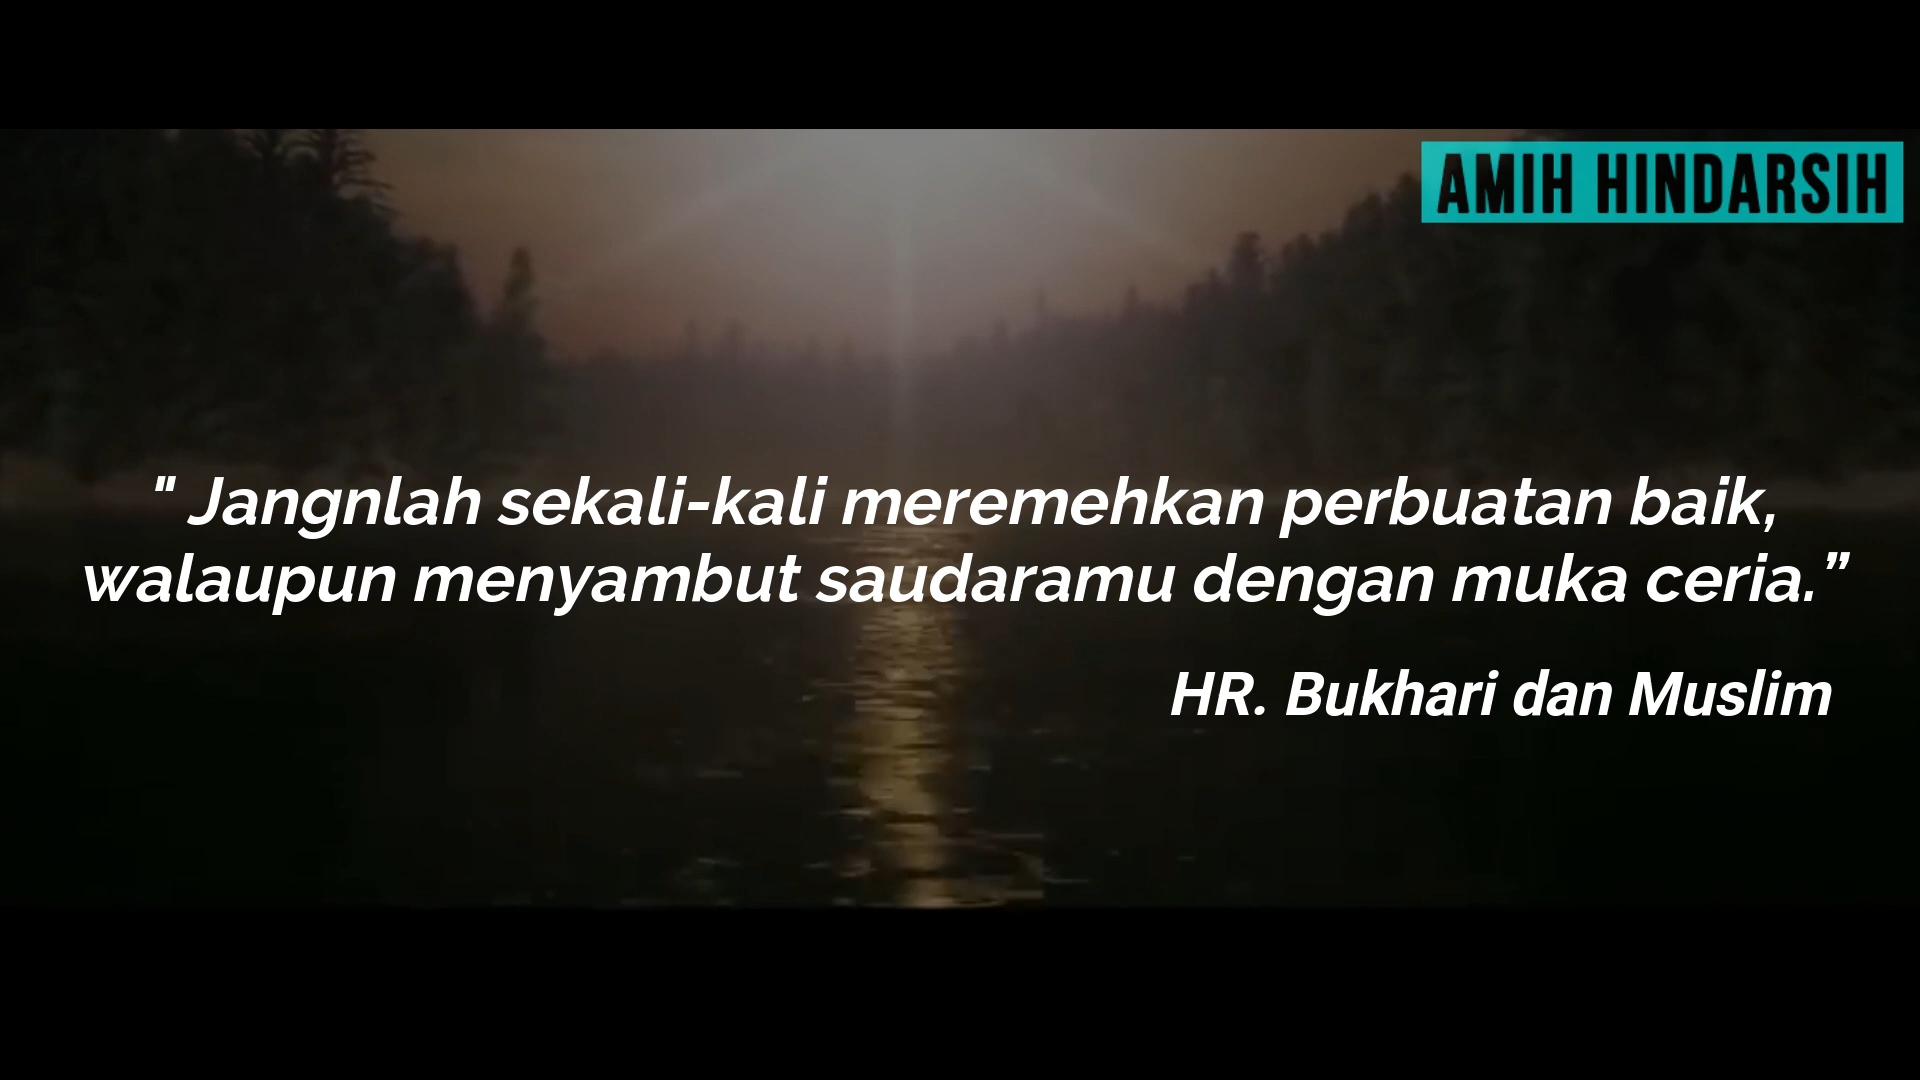 AMIH HINDARSIH
" Jangnlah sekali-kali meremehkan perbuatan baik,
walaupun menyambut saudaramu dengan muka ceria.”
HR. Bukhari dan Muslim